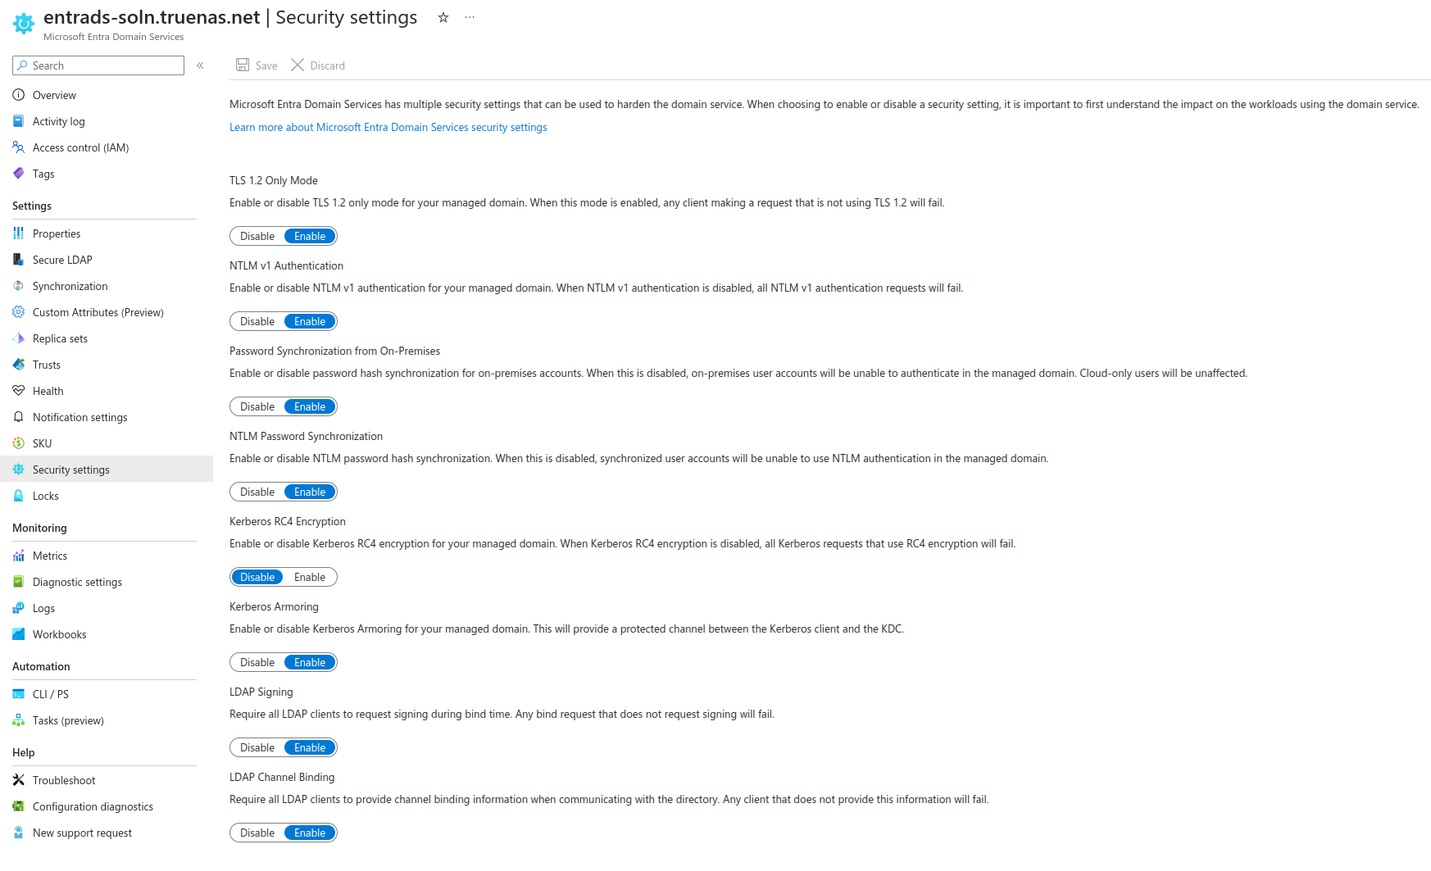 entrads-soln.truenas.net | Security settings ☆ ...
Microsoft Entra Domain Services
Search «
Overview
Activity log
Access control (IAM)
Tags
Settings
Properties
Secure LDAP
Synchronization
Custom Attributes (Preview)
Replica sets
Trusts
Health
Notification settings
SKU
Security settings
Locks
Monitoring
Metrics
Diagnostic settings
Logs
Workbooks
Automation
CLI / PS
Tasks (preview)
Help
Troubleshoot
Configuration diagnostics
New support request
Save Discard
Microsoft Entra Domain Services has multiple security settings that can be used to harden the domain service. When choosing to enable or disable a security setting, it is important to first understand the impact on the workloads using the domain service.
Learn more about Microsoft Entra Domain Services security settings
TLS 1.2 Only Mode
Enable or disable TLS 1.2 only mode for your managed domain. When this mode is enabled, any client making a request that is not using TLS 1.2 will fail.
Disable Enable
NTLM v1 Authentication
Enable or disable NTLM v1 authentication for your managed domain. When NTLM v1 authentication is disabled, all NTLM v1 authentication requests will fail.
Disable Enable
Password Synchronization from On-Premises
Enable or disable password hash synchronization for on-premises accounts. When this is disabled, on-premises user accounts will be unable to authenticate in the managed domain. Cloud-only users will be unaffected.
Disable Enable
NTLM Password Synchronization
Enable or disable NTLM password hash synchronization. When this is disabled, synchronized user accounts will be unable to use NTLM authentication in the managed domain.
Disable Enable
Kerberos RC4 Encryption
Enable or disable Kerberos RC4 encryption for your managed domain. When Kerberos RC4 encryption is disabled, all Kerberos requests that use RC4 encryption will fail.
Disable Enable
Kerberos Armoring
Enable or disable Kerberos Armoring for your managed domain. This will provide a protected channel between the Kerberos client and the KDC.
Disable Enable
LDAP Signing
Require all LDAP clients to request signing during bind time. Any bind request that does not request signing will fail.
Disable Enable
LDAP Channel Binding
Require all LDAP clients to provide channel binding information when communicating with the directory. Any client that does not provide this information will fail.
Disable Enable